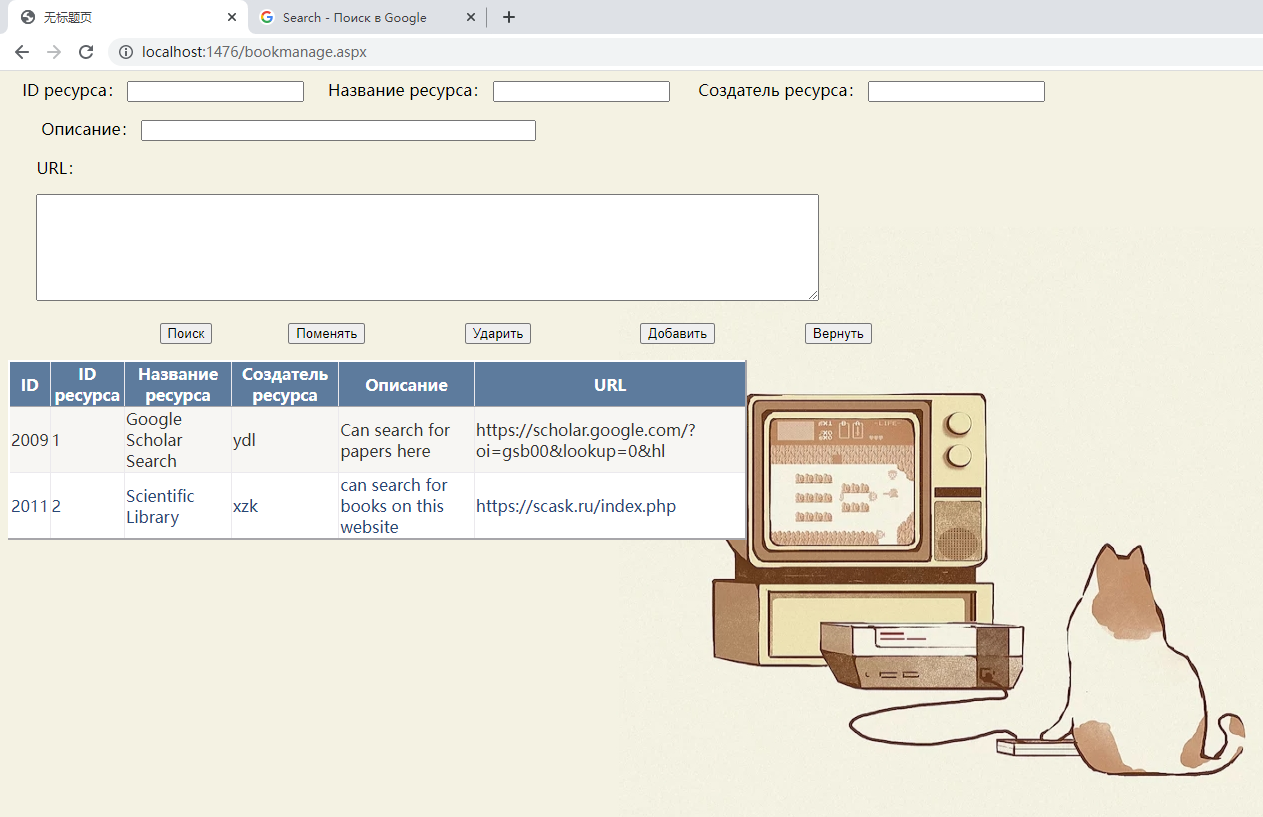 无标题页
Search - Поиск в Google
localhost:1476/bookmanage.aspx
ID ресурса: Название ресурса: Создатель ресурса:
Описание:
URL:
Поиск Поменять Ударить Добавить Вернуть
ID
ID
ресурса
Название
ресурса
Создатель
ресурса
Описание
URL
2009
1
Google
Scholar
Search
ydl
Can search for
papers here
https://scholar.google.com/?
oi=gsb00&lookup=0&hl
2011
2
Scientific
Library
xzk
can search for
books on this
website
https://scask.ru/index.php
-LIFE-